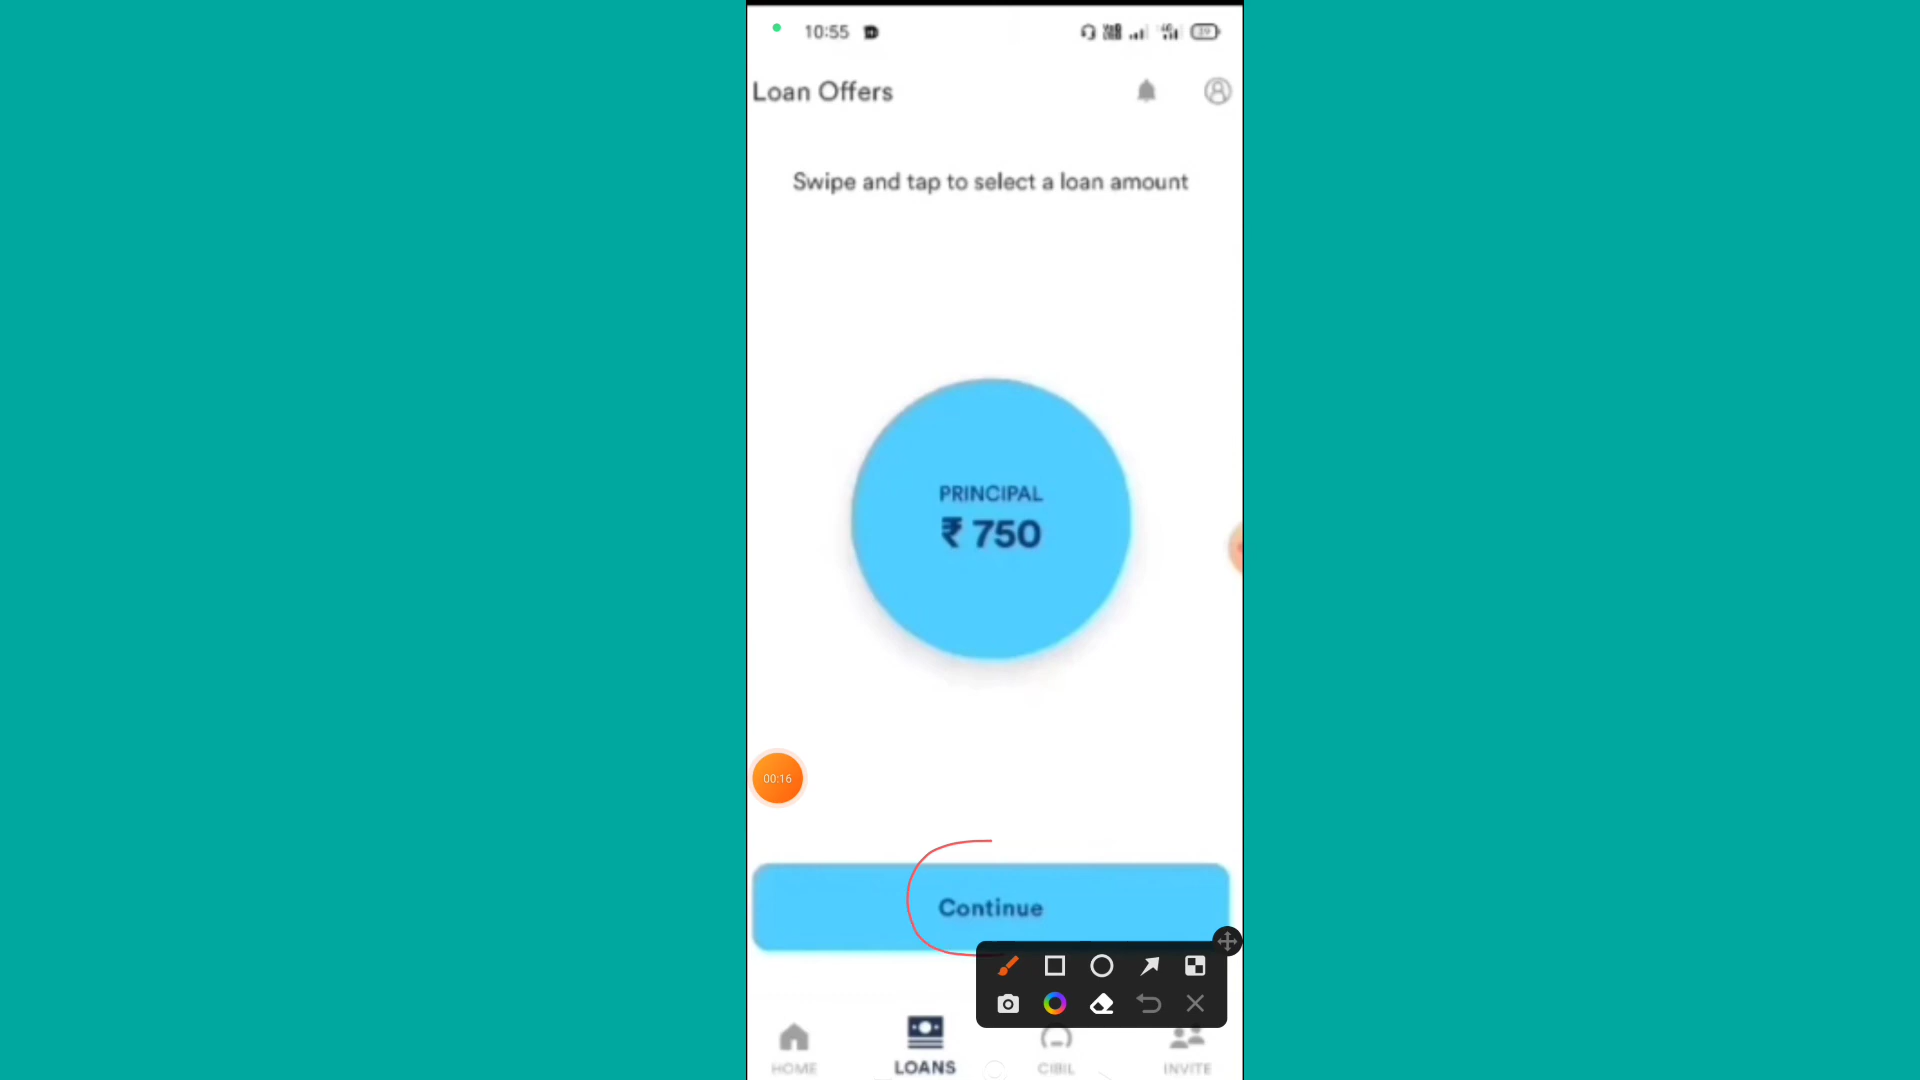 10:55
Loan Offers
Swipe and tap to select a loan amount
PRINCIPAL
₹ 750
00:16
Continue
HOME
LOANS
CIBIL
INVITE